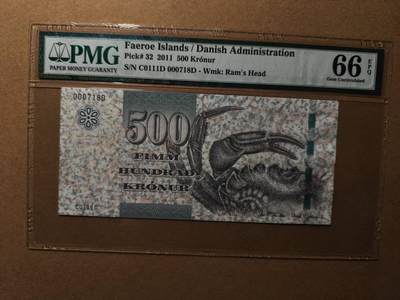 PMG
PAPER MONEY GUARANTY
Faeroe Islands / Danish Administration
Pick# 32 2011 500 Krónur
S/N C0111D 000718D - Wmk: Ram's Head
66 EPQ
Gem Uncirculated
000718D
500
FIMM
HUNDRAÐ
KRÓNUR